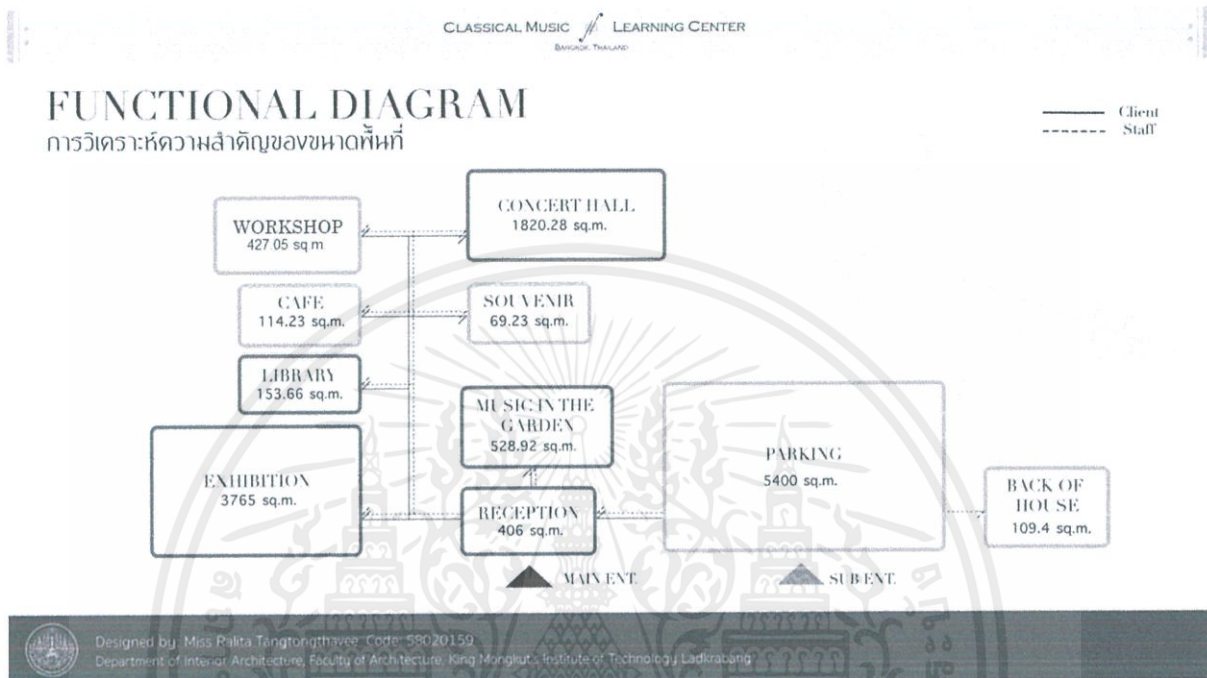 CLASSICAL MUSIC LEARNING CENTER
BANGKOK, THAILAND
FUNCTIONAL DIAGRAM
การวิเคราะห์ความสำคัญของขนาดพื้นที่
Client
Staff
WORKSHOP
427.05 sq.m
CONCERT HALL
1820.28 sq.m.
CAFE
114.23 sq.m.
SOUVENIR
69.23 sq.m.
LIBRARY
153.66 sq.m.
MUSIC IN THE
GARDEN
528.92 sq.m.
EXHIBITION
3765 sq.m.
RECEPTION
406 sq.m.
PARKING
5400 sq.m.
BACK OF
HOUSE
109.4 sq.m.
MAIN ENT.
SUB ENT.
Designed by: Miss Ralita Tangtongthavee, Code: 58020159
Department of Interior Architecture, Faculty of Architecture, King Mongkut's Institute of Technology Ladkrabang